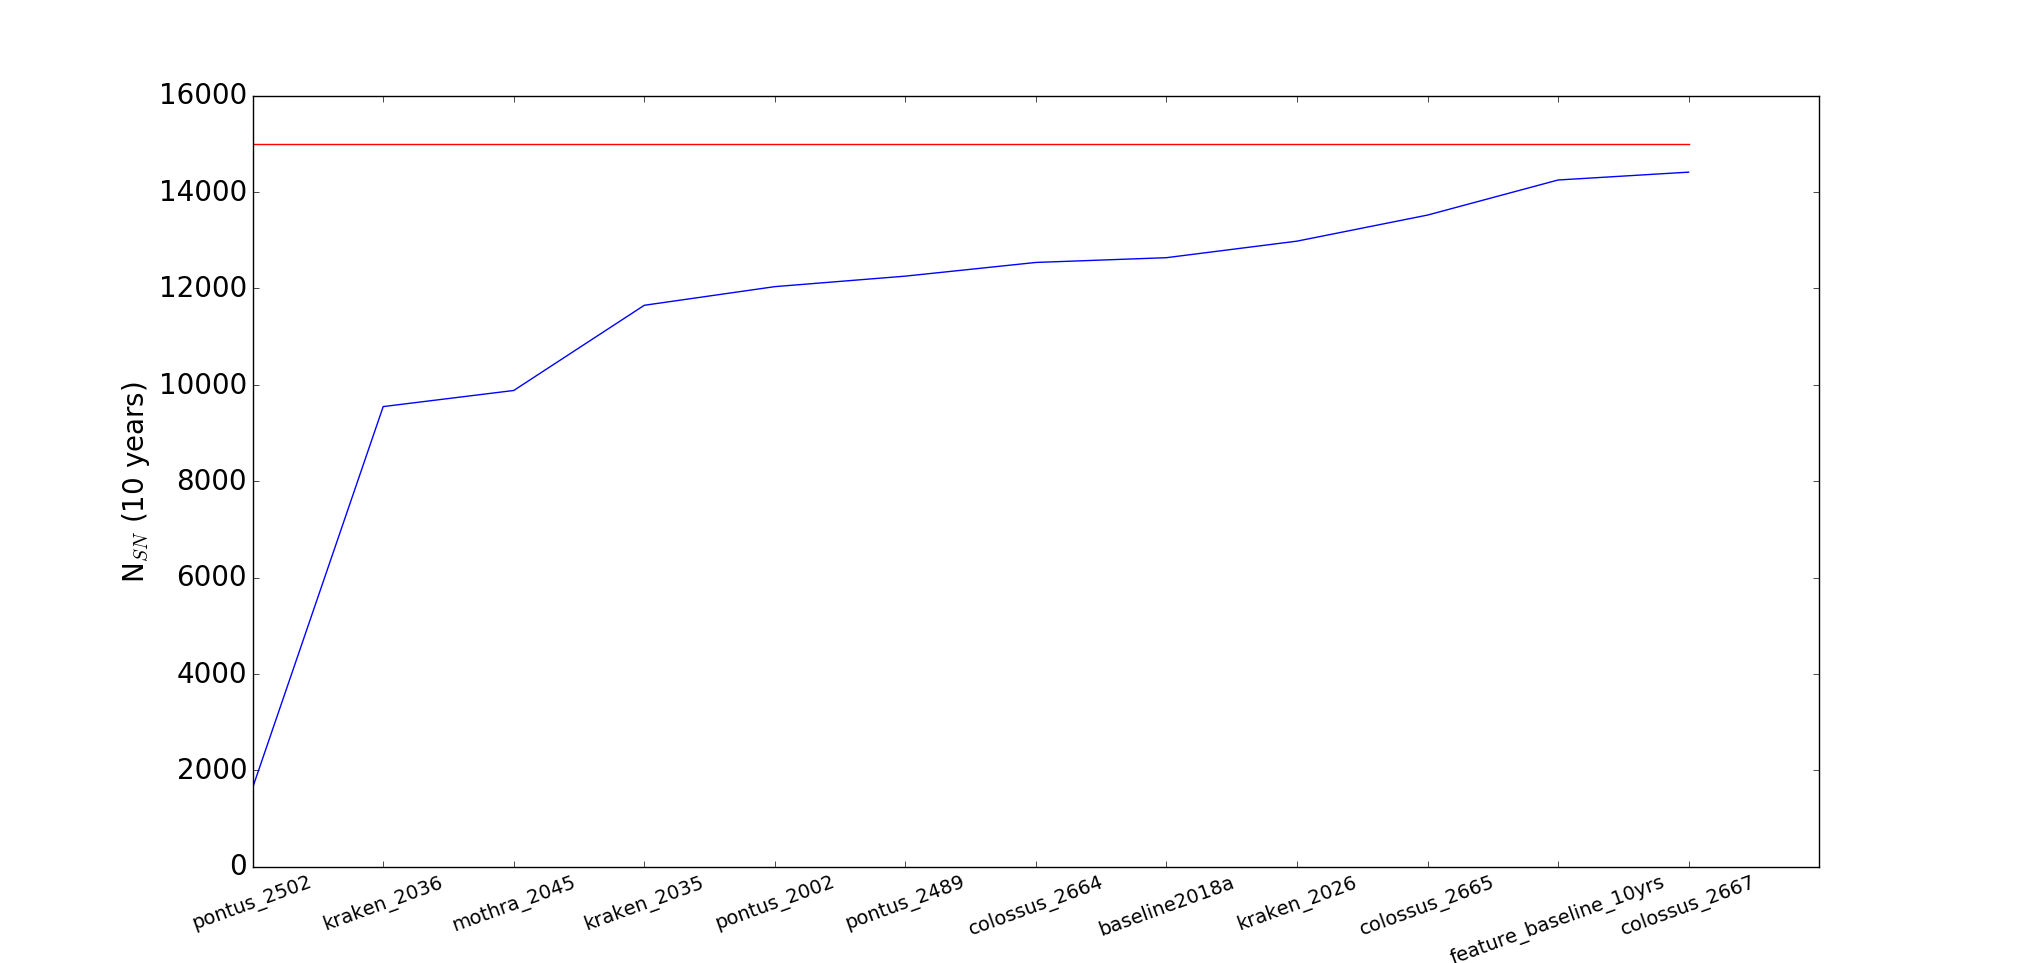 16000
14000
12000
10000
8000
6000
4000
2000
0
N_SN (10 years)
pontus_2502
kraken_2036
mothra_2045
kraken_2035
pontus_2002
pontus_2489
colossus_2664
baseline2018a
kraken_2026
colossus_2665
feature_baseline_10yrs
colossus_2667